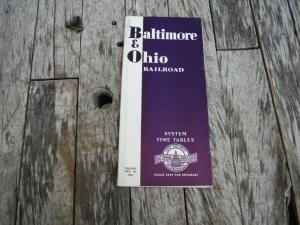 Baltimore
&
Ohio
RAILROAD
SYSTEM
TIME TABLES
PLEASE KEEP FOR REFERENCE